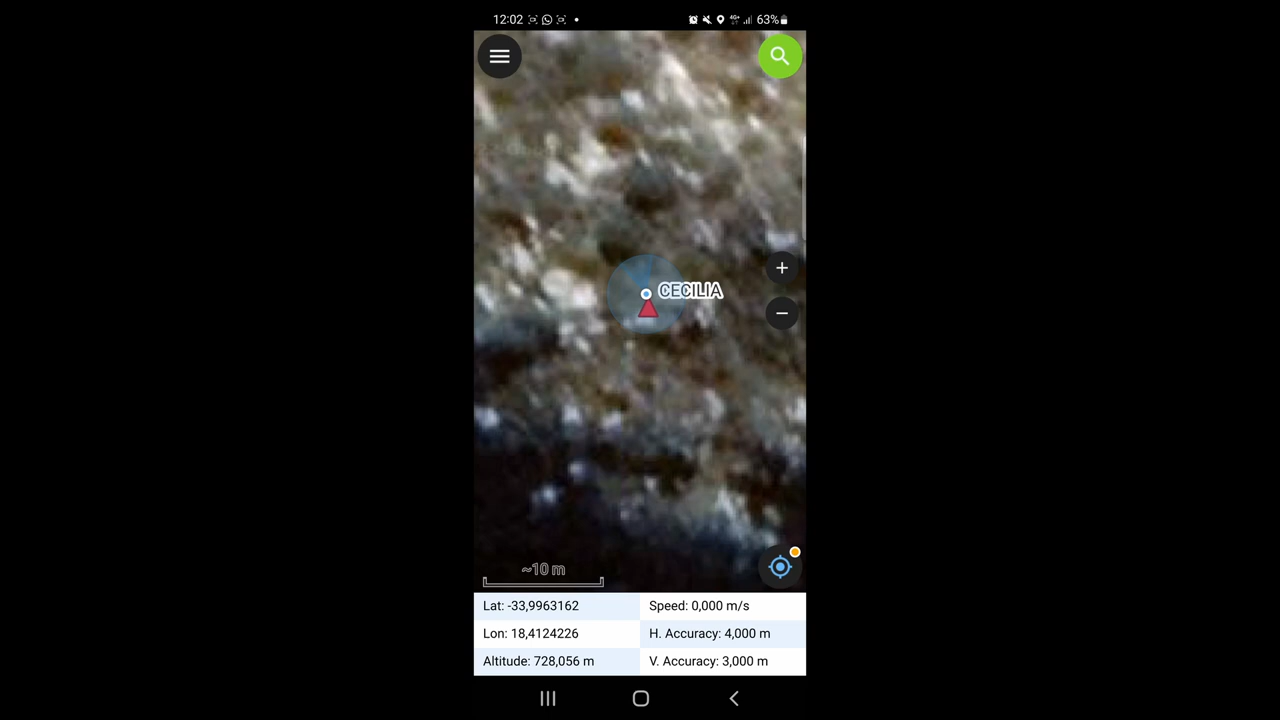 12:02
4G+ 63%
CECILIA
~10 m
Lat: -33,9963162
Speed: 0,000 m/s
Lon: 18,4124226
H. Accuracy: 4,000 m
Altitude: 728,056 m
V. Accuracy: 3,000 m